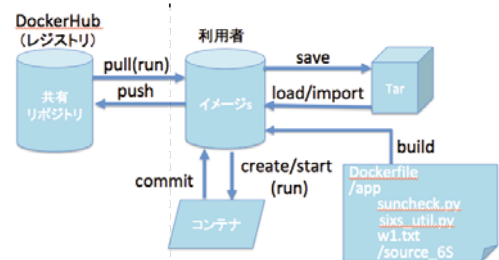 DockerHub
（レジストリ）
利用者
pull(run)
push
共有
リポジトリ
イメージs
save
load/import
Tar
build
commit
create/start
(run)
コンテナ
Dockerfile
/app
suncheck.py
sixs_util.py
w1.txt
/source_6S